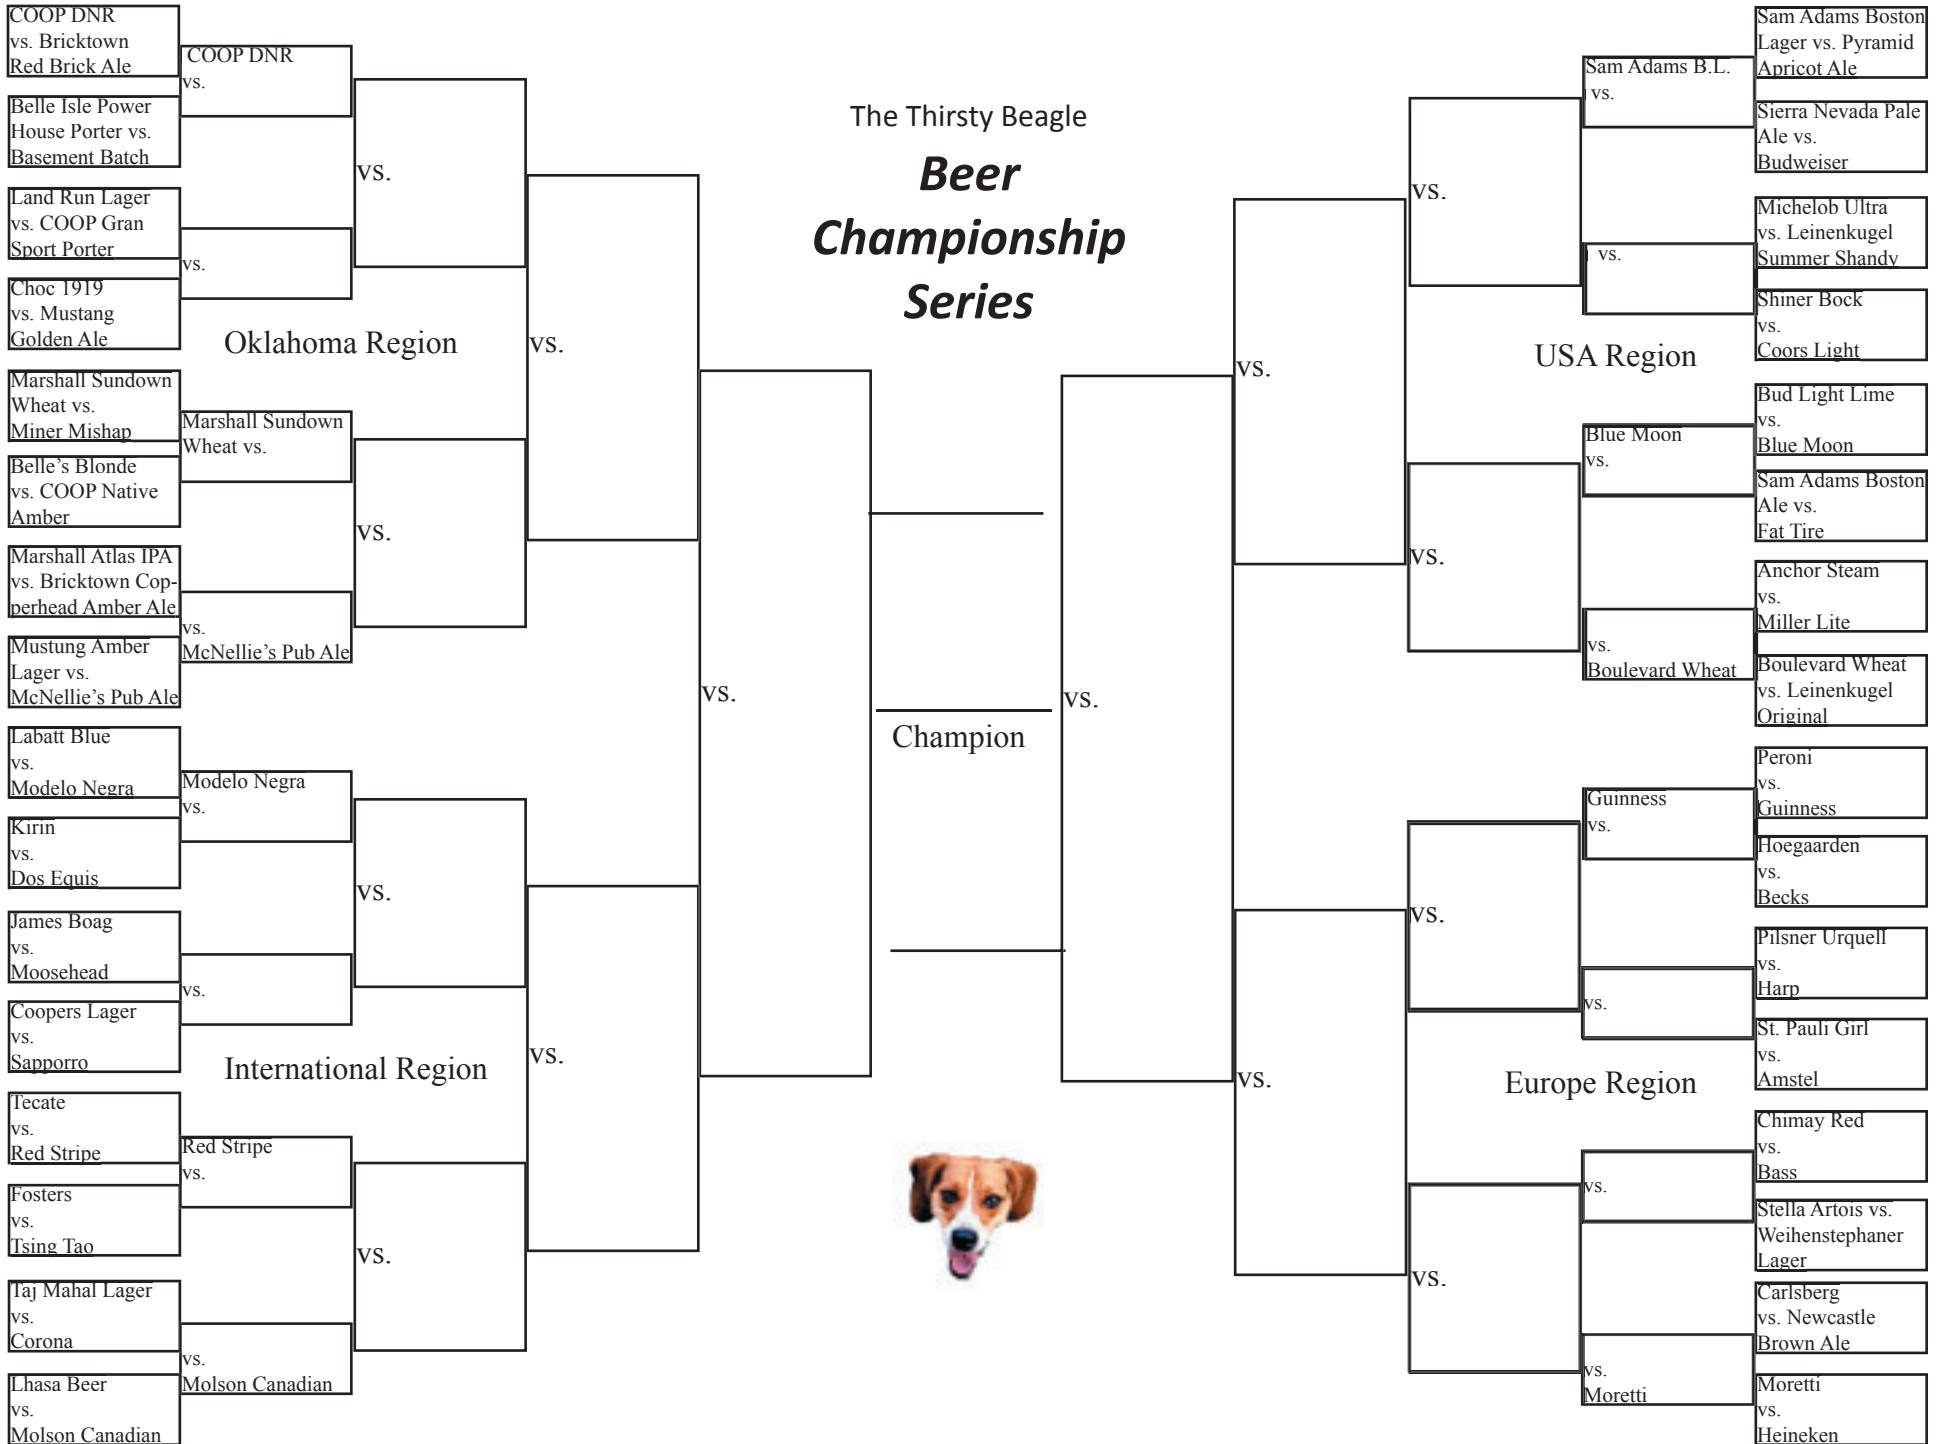 The Thirsty Beagle
Beer
Championship
Series
COOP DNR
vs. Bricktown
Red Brick Ale
Belle Isle Power
House Porter vs.
Basement Batch
Land Run Lager
vs. COOP Gran
Sport Porter
Choc 1919
vs. Mustang
Golden Ale
Marshall Sundown
Wheat vs.
Miner Mishap
Belle’s Blonde
vs. COOP Native
Amber
Marshall Atlas IPA
vs. Bricktown Cop-
perhead Amber Ale
Mustung Amber
Lager vs.
McNellie’s Pub Ale
Labatt Blue
vs.
Modelo Negra
Kirin
vs.
Dos Equis
James Boag
vs.
Moosehead
Coopers Lager
vs.
Sapporro
Tecate
vs.
Red Stripe
Fosters
vs.
Tsing Tao
Taj Mahal Lager
vs.
Corona
Lhasa Beer
vs.
Molson Canadian
COOP DNR
vs.
vs.
Oklahoma Region
Marshall Sundown
Wheat vs.
vs.
McNellie’s Pub Ale
Modelo Negra
vs.
vs.
International Region
Red Stripe
vs.
vs.
Molson Canadian
vs.
vs.
vs.
vs.
vs.
vs.
vs.
Champion
vs.
vs.
vs.
vs.
vs.
vs.
vs.
Sam Adams B.L.
vs.
vs.
USA Region
Blue Moon
vs.
vs.
Boulevard Wheat
Guinness
vs.
vs.
Europe Region
vs.
vs.
Moretti
Sam Adams Boston
Lager vs. Pyramid
Apricot Ale
Sierra Nevada Pale
Ale vs.
Budweiser
Michelob Ultra
vs. Leinenkugel
Summer Shandy
Shiner Bock
vs.
Coors Light
Bud Light Lime
vs.
Blue Moon
Sam Adams Boston
Ale vs.
Fat Tire
Anchor Steam
vs.
Miller Lite
Boulevard Wheat
vs. Leinenkugel
Original
Peroni
vs.
Guinness
Hoegaarden
vs.
Becks
Pilsner Urquell
vs.
Harp
St. Pauli Girl
vs.
Amstel
Chimay Red
vs.
Bass
Stella Artois vs.
Weihenstephaner
Lager
Carlsberg
vs. Newcastle
Brown Ale
Moretti
vs.
Heineken